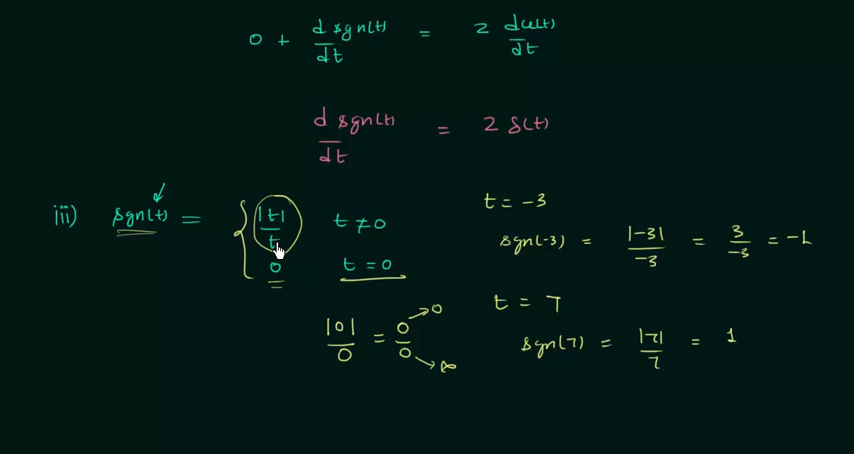 0 + d sgn(t)/dt = 2 du(t)/dt
d sgn(t)/dt = 2 δ(t)
iii) sgn(t) = { |t|/t t ≠ 0
0 t = 0
t = -3
sgn(-3) = |-3|/-3 = 3/-3 = -1
|0|/0 = 0/0 → 0 → ∞
t = 7
sgn(7) = |7|/7 = 1